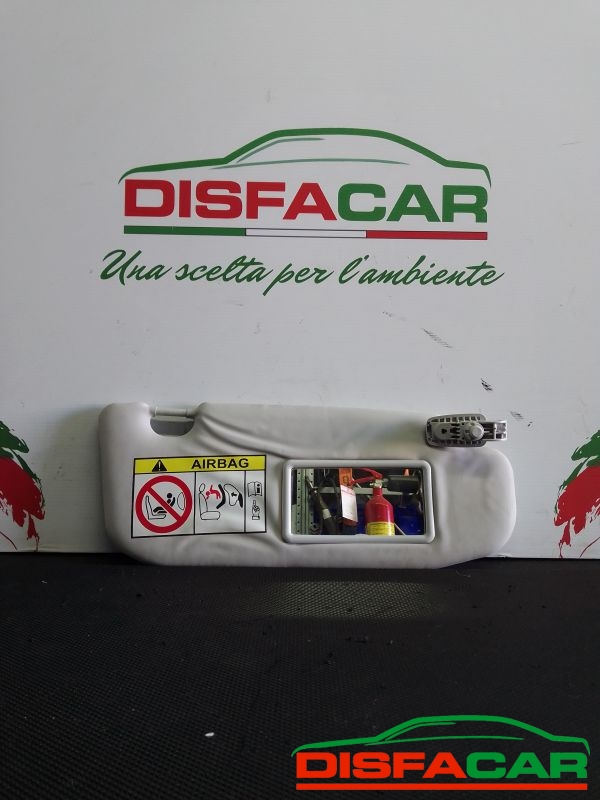 DISFACAR
Una scelta per l'ambiente
AIRBAG
DISFACAR